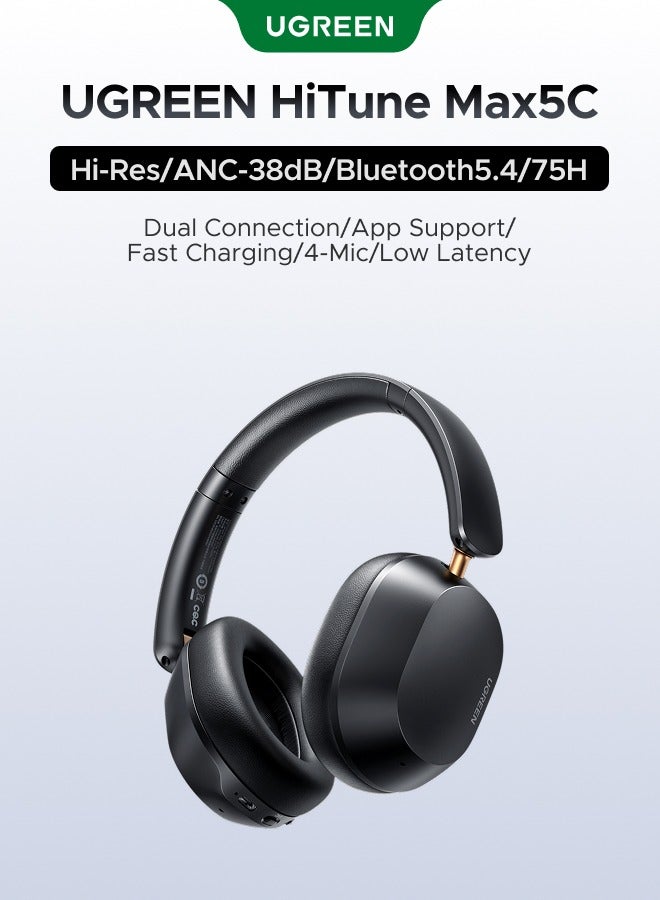 UGREEN
UGREEN HiTune Max5C
Hi-Res/ANC-38dB/Bluetooth5.4/75H
Dual Connection/App Support/
Fast Charging/4-Mic/Low Latency
UGREEN